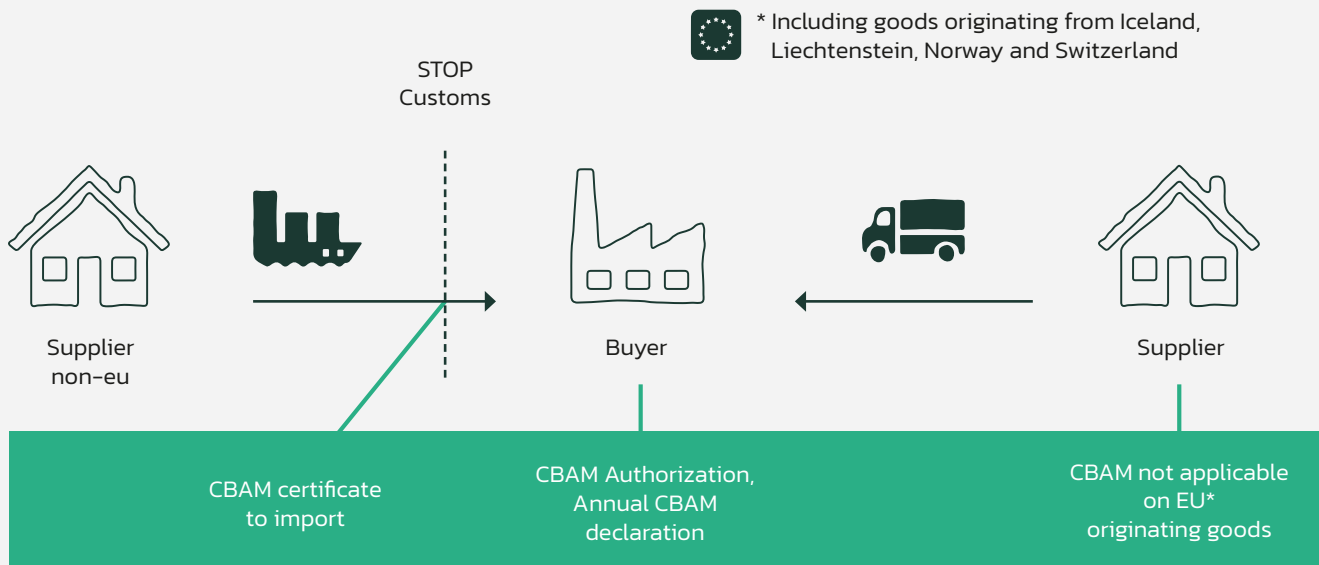 * Including goods originating from Iceland,
Liechtenstein, Norway and Switzerland
STOP
Customs
Supplier
non-eu
Buyer
Supplier
CBAM certificate
to import
CBAM Authorization,
Annual CBAM
declaration
CBAM not applicable
on EU*
originating goods